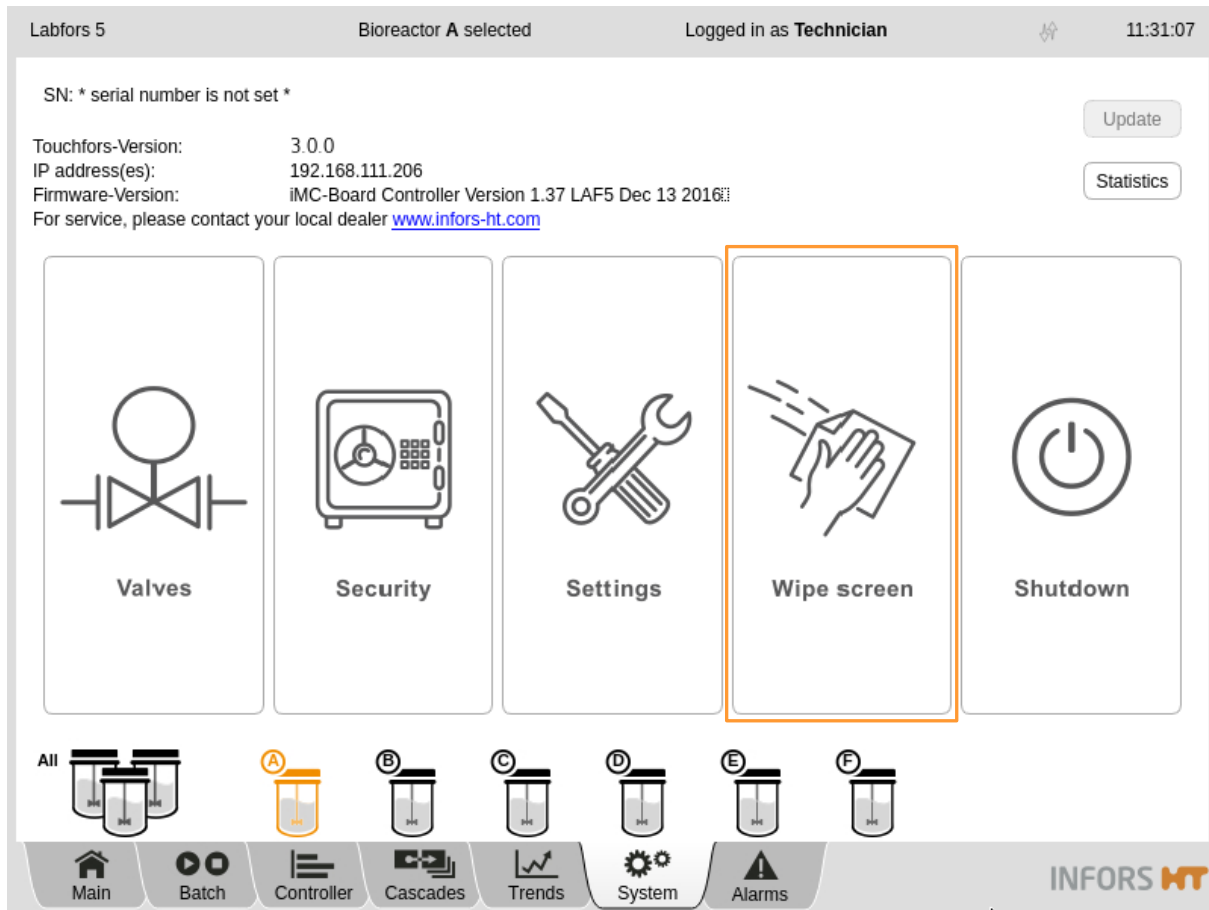 Labfors 5 Bioreactor A selected Logged in as Technician 11:31:07
SN: * serial number is not set *
Update
Touchfors-Version: 3.0.0
IP address(es): 192.168.111.206
Statistics
Firmware-Version: iMC-Board Controller Version 1.37 LAF5 Dec 13 2016
For service, please contact your local dealer www.infors-ht.com
Valves Security Settings Wipe screen Shutdown
All A B C D E F
Main Batch Controller Cascades Trends System Alarms
INFORS HT